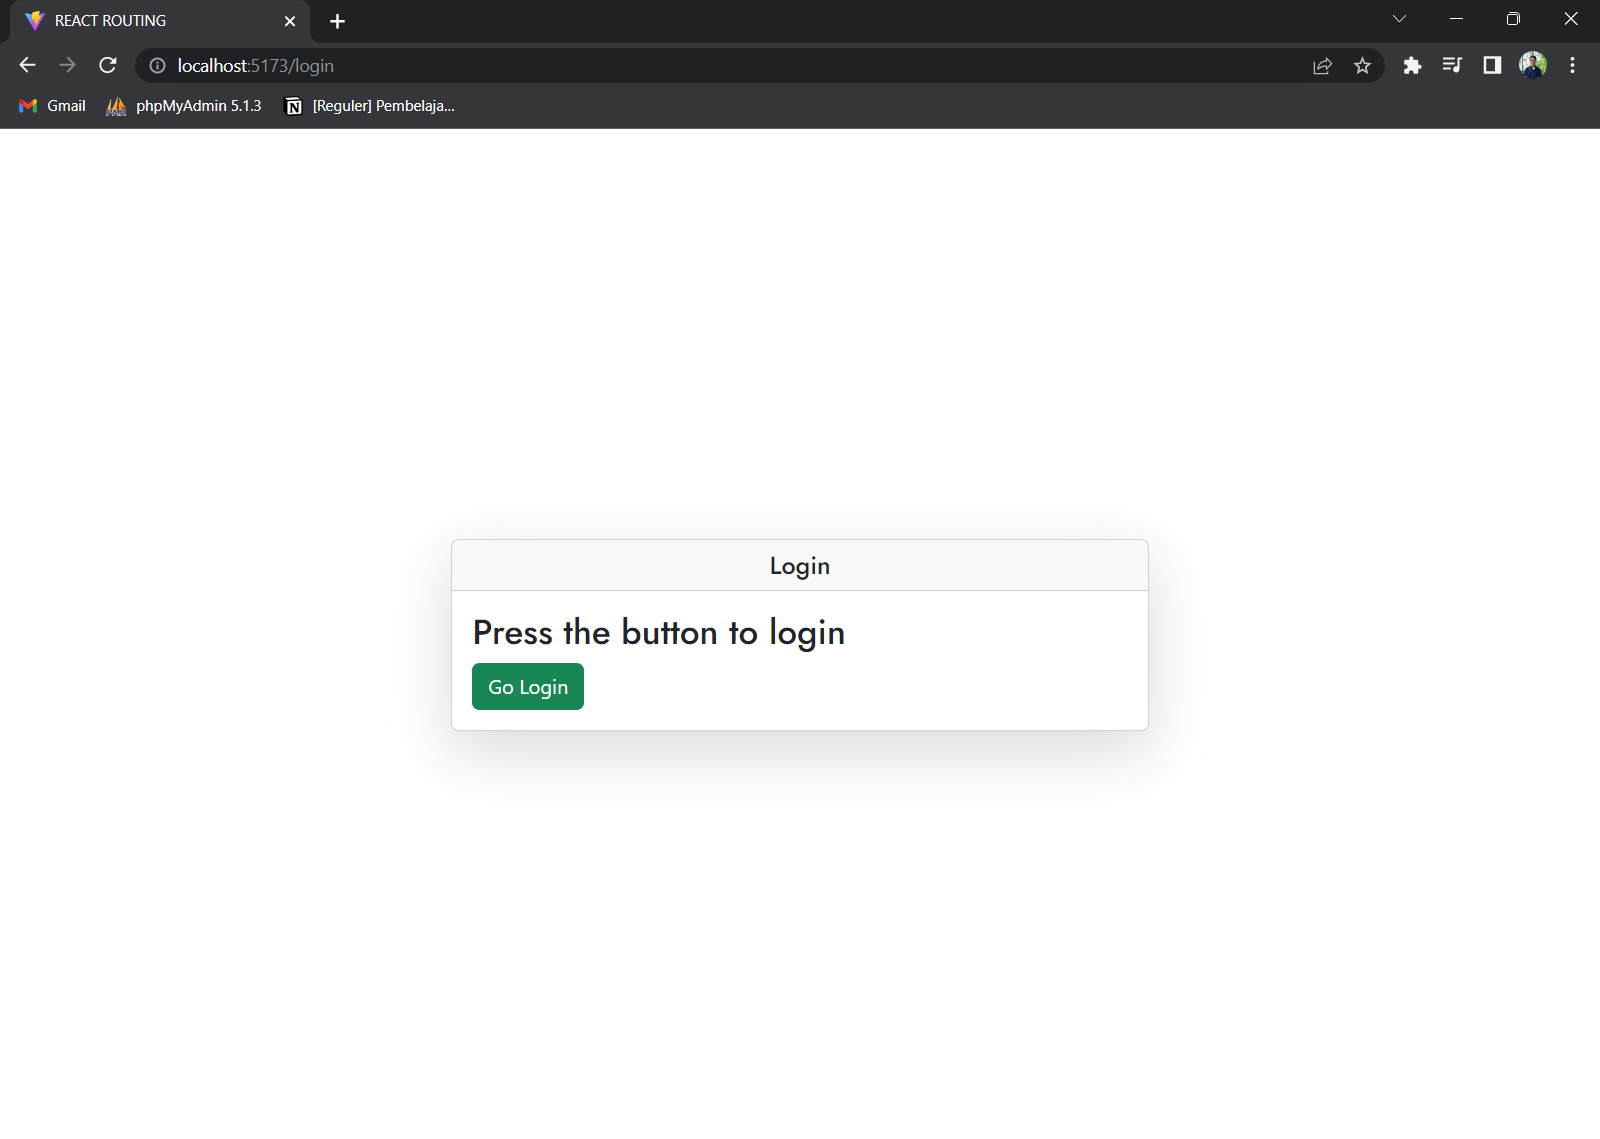 REACT ROUTING
localhost:5173/login
Gmail
phpMyAdmin 5.1.3
[Reguler] Pembelaja...
Login
Press the button to login
Go Login